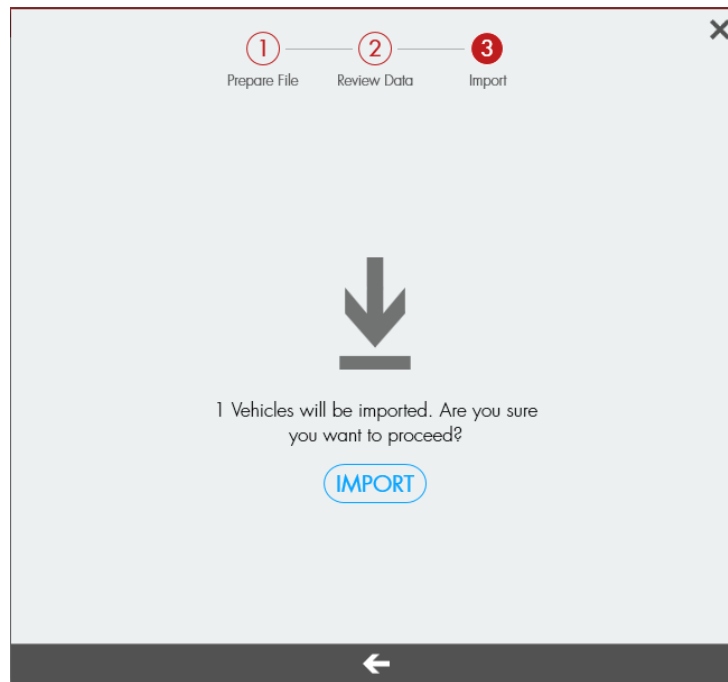 1
2
3
Prepare File
Review Data
Import
1 Vehicles will be imported. Are you sure
you want to proceed?
IMPORT